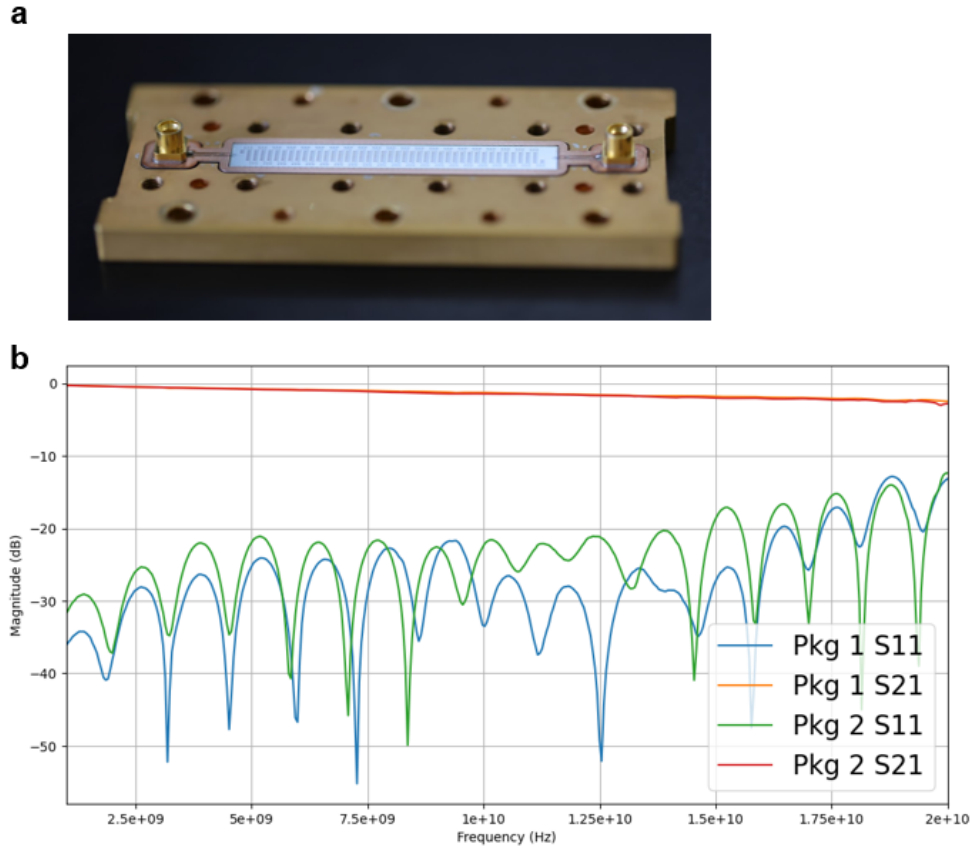 a
b
0
−10
−20
−30
−40
−50
Magnitude (dB)
Pkg 1 S11
Pkg 1 S21
Pkg 2 S11
Pkg 2 S21
2.5e+09 5e+09 7.5e+09 1e+10 1.25e+10 1.5e+10 1.75e+10 2e+10
Frequency (Hz)